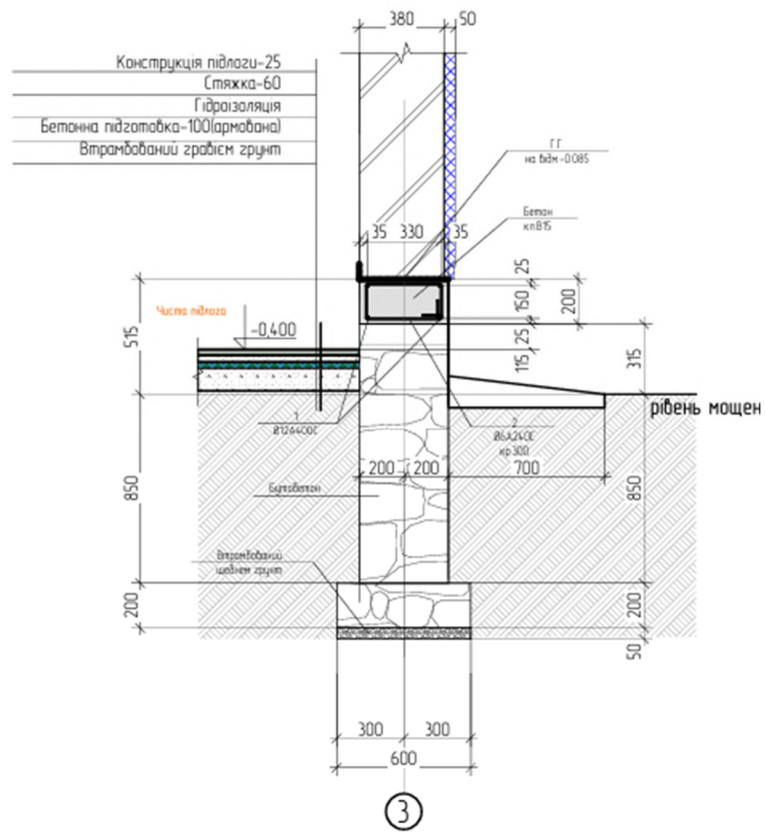 380
50
Конструкція підлоги-25
Стяжка-60
Гідроізоляція
Бетонна підготовка-100(армована)
Втрамбований гравієм грунт
ГГ
на відм -0.085
Бетон
кл В15
35
330
35
25
150
25
115
200
315
Чиста підлога
-0,400
515
1
Ø12А400С
2
Ø6А240С
кр 300
рівень мощен
200
200
700
850
Бутобетон
850
Втрамбований
щебнем грунт
200
200
50
300
300
600
3